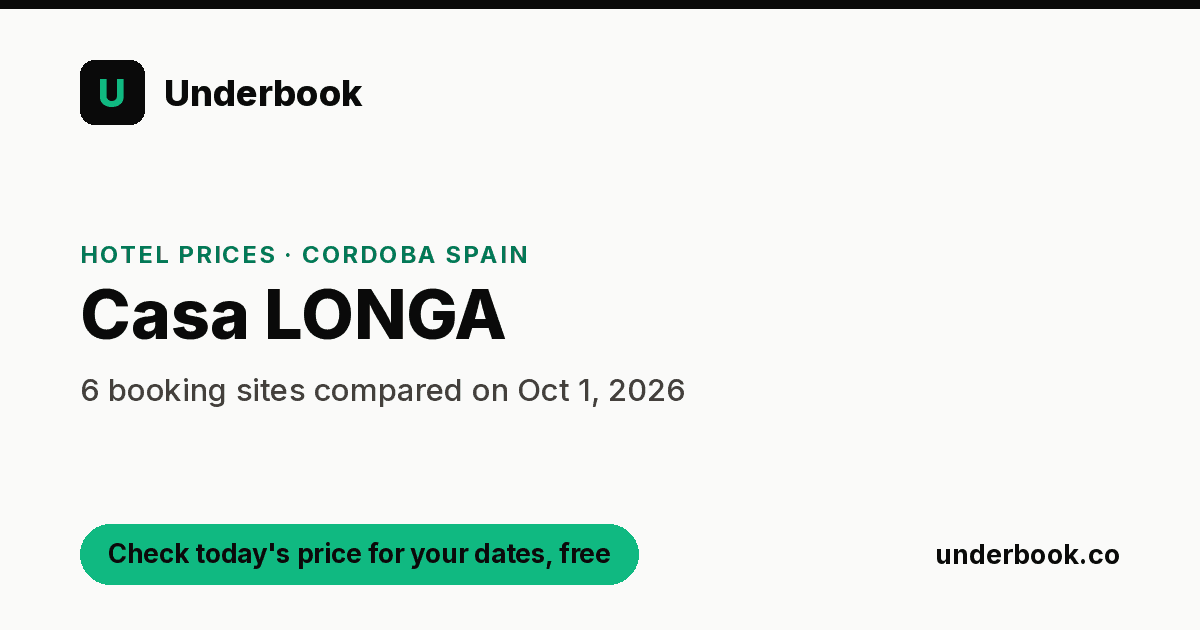 U Underbook
HOTEL PRICES · CORDOBA SPAIN
Casa LONGA
6 booking sites compared on Oct 1, 2026
Check today's price for your dates, free
underbook.co